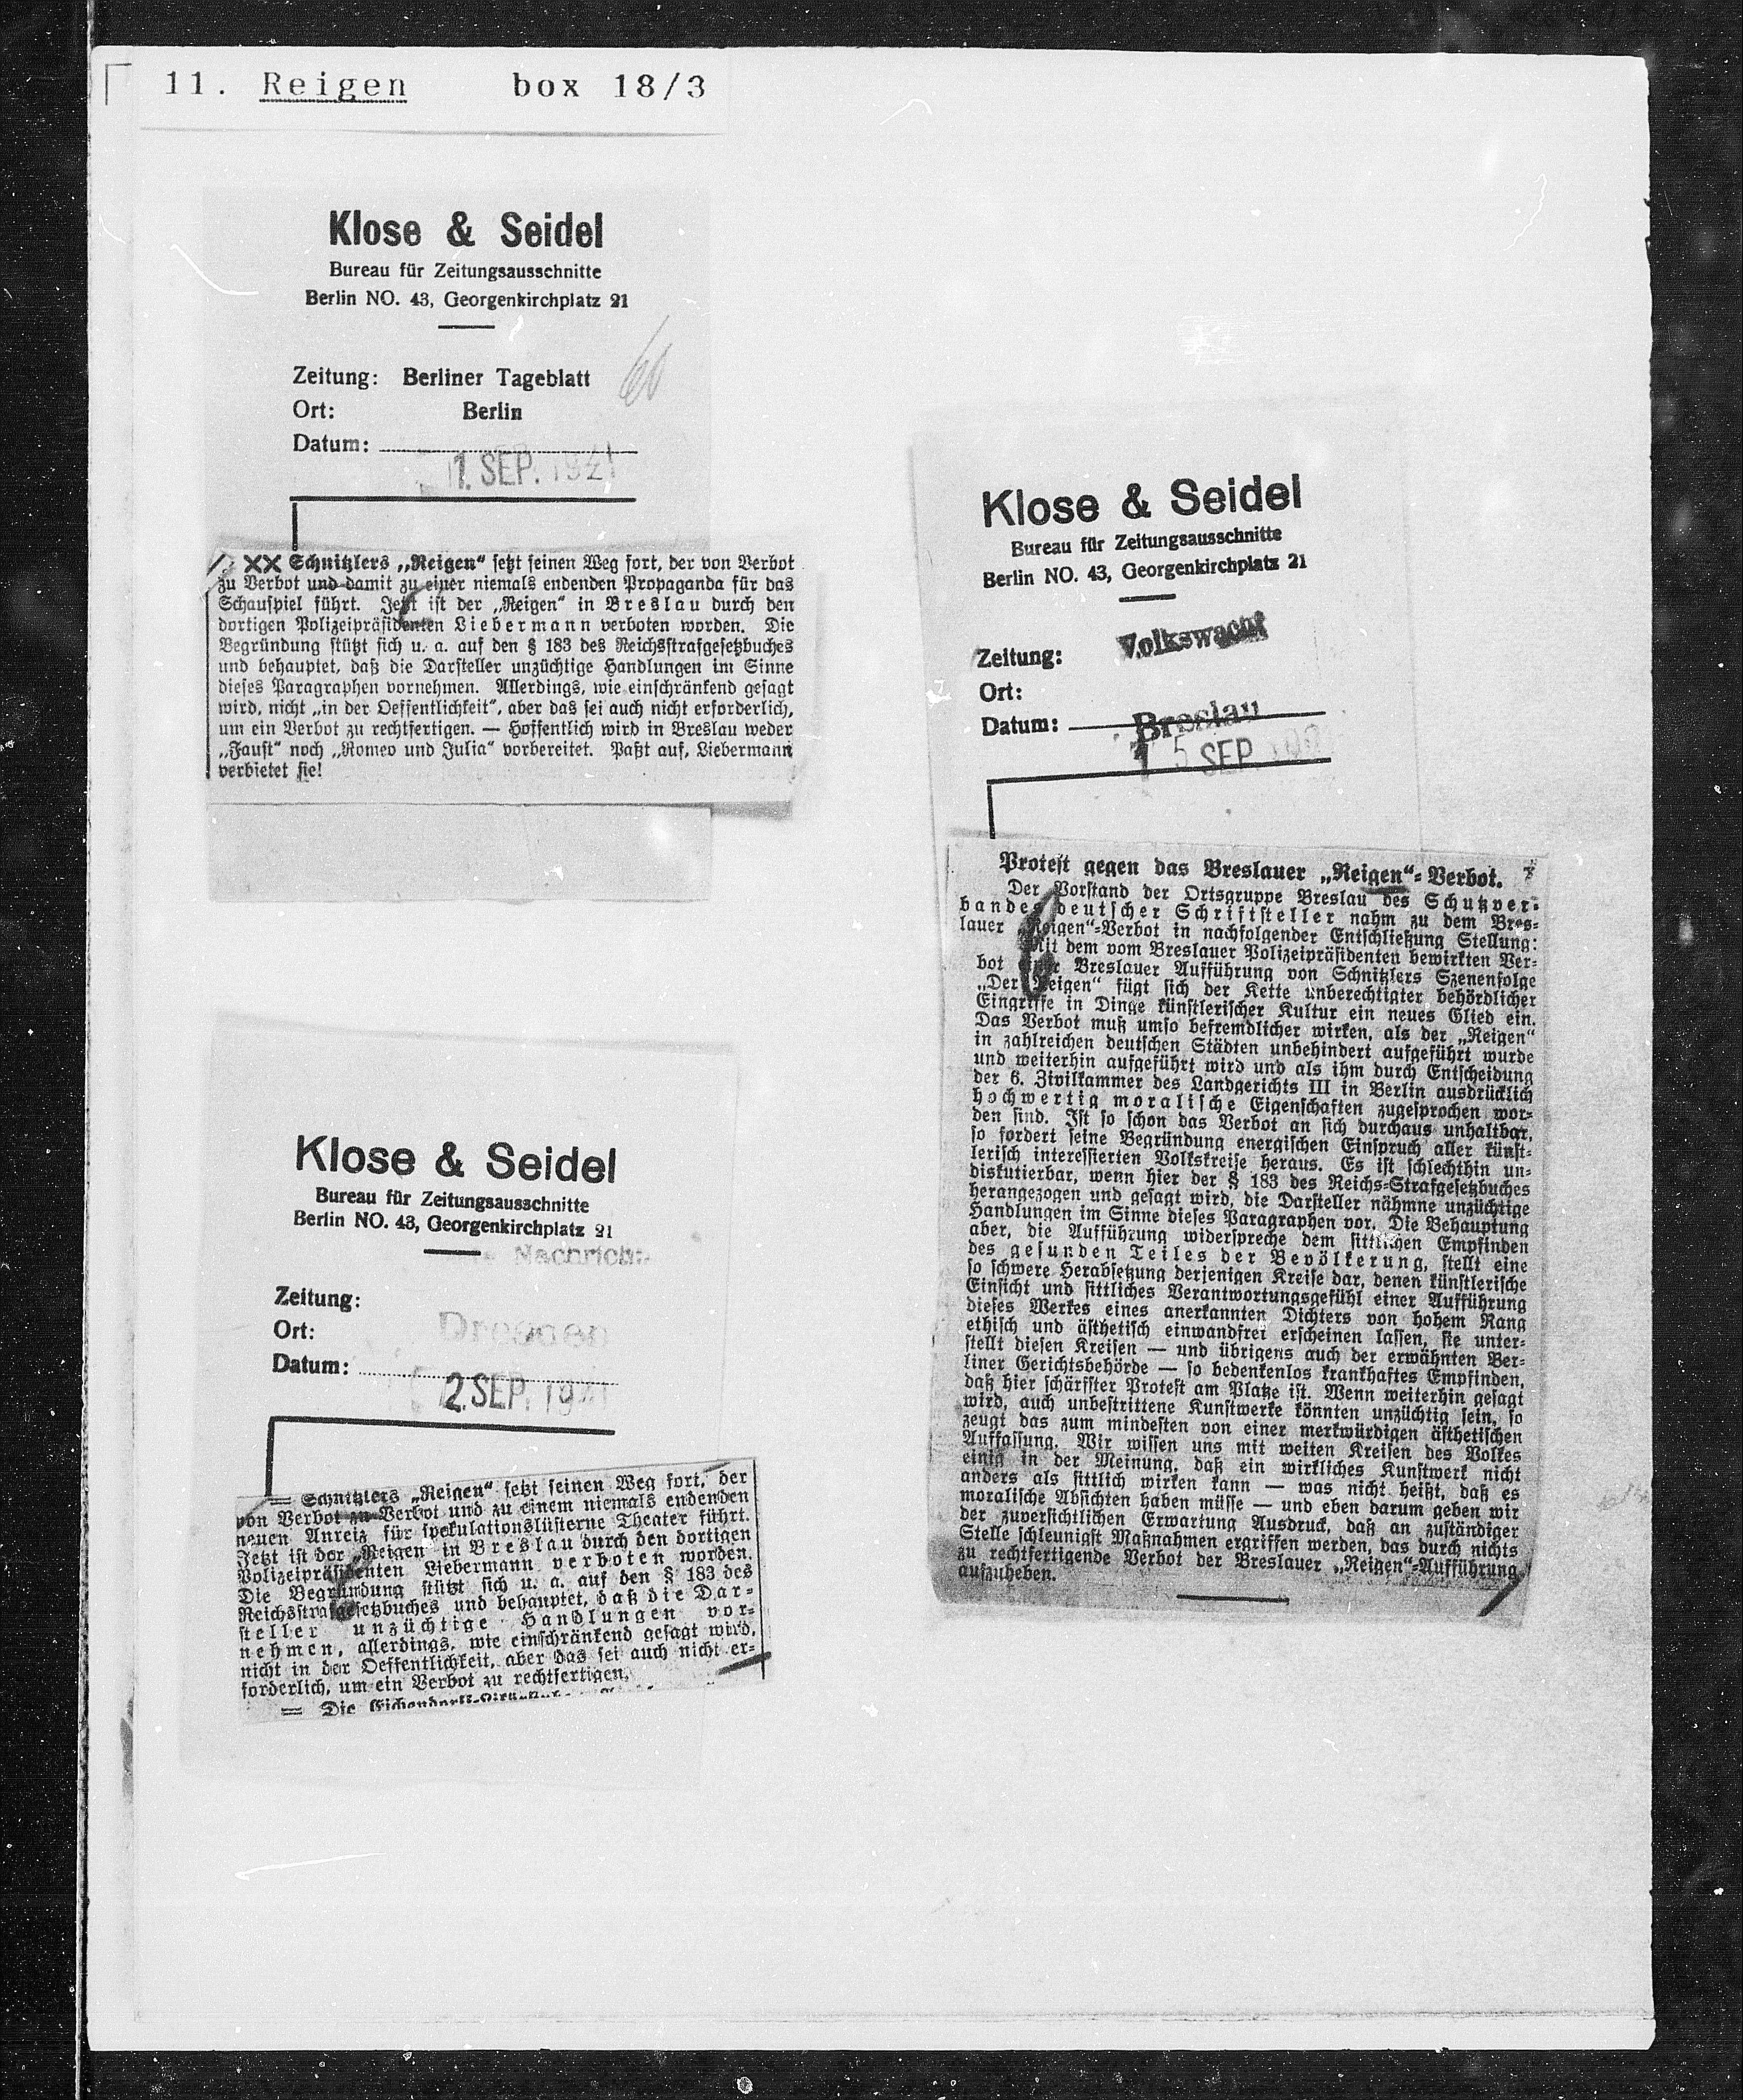 11. Reigen box 18/3
Klose & Seidel
Bureau für Zeitungsausschnitte
Berlin NO. 43, Georgenkirchplatz 21
Zeitung: Berliner Tageblatt
Ort: Berlin
Datum:
1. SEP. 1921
XX Schnitzlers „Reigen“ setzt seinen Weg fort, der von Verbot
zu Verbot und damit zu einer niemals endenden Propaganda für das
Schauspiel führt. Jetzt ist der „Reigen“ in Breslau durch den
dortigen Polizeipräsidenten Liebermann verboten worden. Die
Begründung stützt sich u. a. auf den § 183 des Reichsstrafgesetzbuches
und behauptet, daß die Darsteller unzüchtige Handlungen im Sinne
dieses Paragraphen vornehmen. Allerdings, wie einschränkend gesagt
wird, nicht „in der Oeffentlichkeit“, aber das sei auch nicht erforderlich,
um ein Verbot zu rechtfertigen. — Hoffentlich wird in Breslau weder
„Faust“ noch „Romeo und Julia“ vorbereitet. Paßt auf, Liebermann
verbietet sie!
Klose & Seidel
Bureau für Zeitungsausschnitte
Berlin NO. 43, Georgenkirchplatz 21
Nachricht
Zeitung:
Ort: Dresden
Datum:
2. SEP. 1921
= Schnitzlers „Reigen“ setzt seinen Weg fort, der
von Verbot zu Verbot und zu einem niemals endenden
neuen Anreiz für spekulationslüsterne Theater führt.
Jetzt ist der „Reigen“ in Breslau durch den dortigen
Polizeipräsidenten Liebermann verboten worden.
Die Begründung stützt sich u. a. auf den § 183 des
Reichsstrafgesetzbuches und behauptet, daß die Dar-
steller unzüchtige Handlungen vor-
nehmen, allerdings, wie einschränkend gesagt wird,
nicht in der Oeffentlichkeit, aber das sei auch nicht er-
forderlich, um ein Verbot zu rechtfertigen.
= Die
Klose & Seidel
Bureau für Zeitungsausschnitte
Berlin NO. 43, Georgenkirchplatz 21
Zeitung: Volkswacht
Ort:
Datum: Breslau
5 SEP.
Protest gegen das Breslauer „Reigen“-Verbot.
Der Vorstand der Ortsgruppe Breslau des Schutzver-
bandes deutscher Schriftsteller nahm zu dem Bres-
lauer „Reigen“-Verbot in nachfolgender Entschließung Stellung:
Mit dem vom Breslauer Polizeipräsidenten bewirkten Ver-
bot einer Breslauer Aufführung von Schnitzlers Szenenfolge
„Der Reigen“ fügt sich der Kette unberechtigter behördlicher
Eingriffe in Dinge künstlerischer Kultur ein neues Glied ein.
Das Verbot muß umso befremdlicher wirken, als der „Reigen“
in zahlreichen deutschen Städten unbehindert aufgeführt wurde
und weiterhin aufgeführt wird und als ihm durch Entscheidung
der 6. Zivilkammer des Landgerichts III in Berlin ausdrücklich
hochwertig moralische Eigenschaften zugesprochen wor-
den sind. Ist so schon das Verbot an sich durchaus unhaltbar,
so fordert seine Begründung energischen Einspruch aller künst-
lerisch interessierten Volkskreise heraus. Es ist schlechthin un-
diskutierbar, wenn hier der § 183 des Reichs-Strafgesetzbuches
herangezogen und gesagt wird, die Darsteller nähmne unzüchtige
Handlungen im Sinne dieses Paragraphen vor. Die Behauptung
aber, die Aufführung widerspreche dem sittlichen Empfinden
des gesunden Teiles der Bevölkerung, stellt eine
so schwere Herabsetzung derjenigen Kreise dar, denen künstlerische
Einsicht und sittliches Verantwortungsgefühl einer Aufführung
dieses Werkes eines anerkannten Dichters von hohem Rang
ethisch und ästhetisch einwandfrei erscheinen lassen, sie unter-
stellt diesen Kreisen — und übrigens auch der erwähnten Ber-
liner Gerichtsbehörde — so bedenkenlos krankhaftes Empfinden,
daß hier schärfster Protest am Platze ist. Wenn weiterhin gesagt
wird, auch unbestrittene Kunstwerke könnten unzüchtig sein, so
zeugt das zum mindesten von einer merkwürdigen ästhetischen
Auffassung. Wir wissen uns mit weiten Kreisen des Volkes
einig in der Meinung, daß ein wirkliches Kunstwerk nicht
anders als sittlich wirken kann — was nicht heißt, daß es
moralische Absichten haben müsse — und eben darum geben wir
der zuversichtlichen Erwartung Ausdruck, daß an zuständiger
Stelle schleunigst Maßnahmen ergriffen werden, das durch nichts
zu rechtfertigende Verbot der Breslauer „Reigen“-Aufführung
aufzuheben.